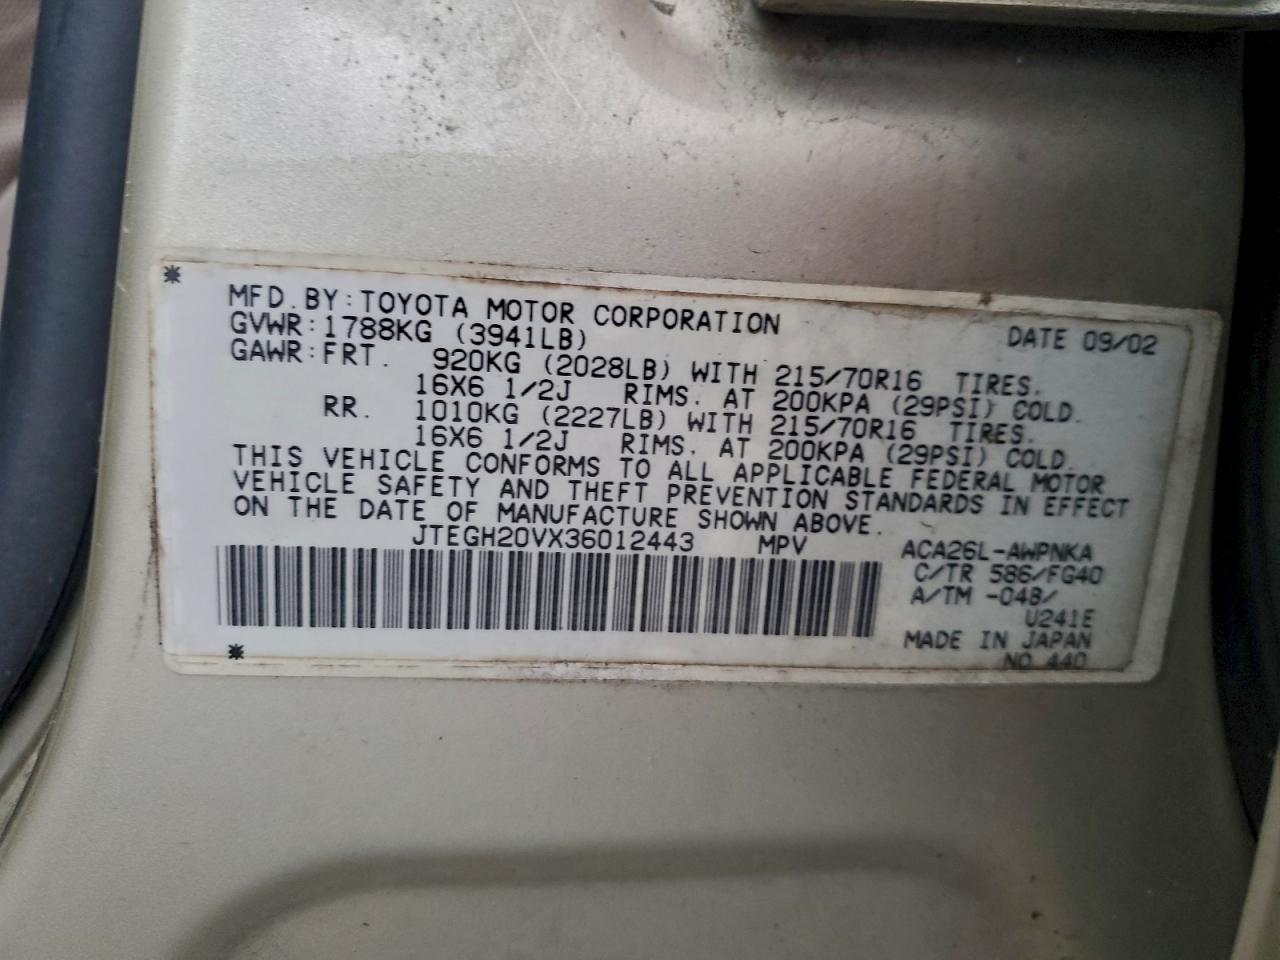 MFD. BY: TOYOTA MOTOR CORPORATION DATE 09/02
GVWR: 1788KG (3941LB)
GAWR: FRT. 920KG (2028LB) WITH 215/70R16 TIRES.
16X6 1/2J RIMS. AT 200KPA (29PSI) COLD.
RR. 1010KG (2227LB) WITH 215/70R16 TIRES.
16X6 1/2J RIMS. AT 200KPA (29PSI) COLD.
THIS VEHICLE CONFORMS TO ALL APPLICABLE FEDERAL MOTOR
VEHICLE SAFETY AND THEFT PREVENTION STANDARDS IN EFFECT
ON THE DATE OF MANUFACTURE SHOWN ABOVE.
JTEGH20VX36012443 MPV
ACA26L-AWPNKA
C/TR 586/FG40
A/TM -04B/
U241E
MADE IN JAPAN
NO 440